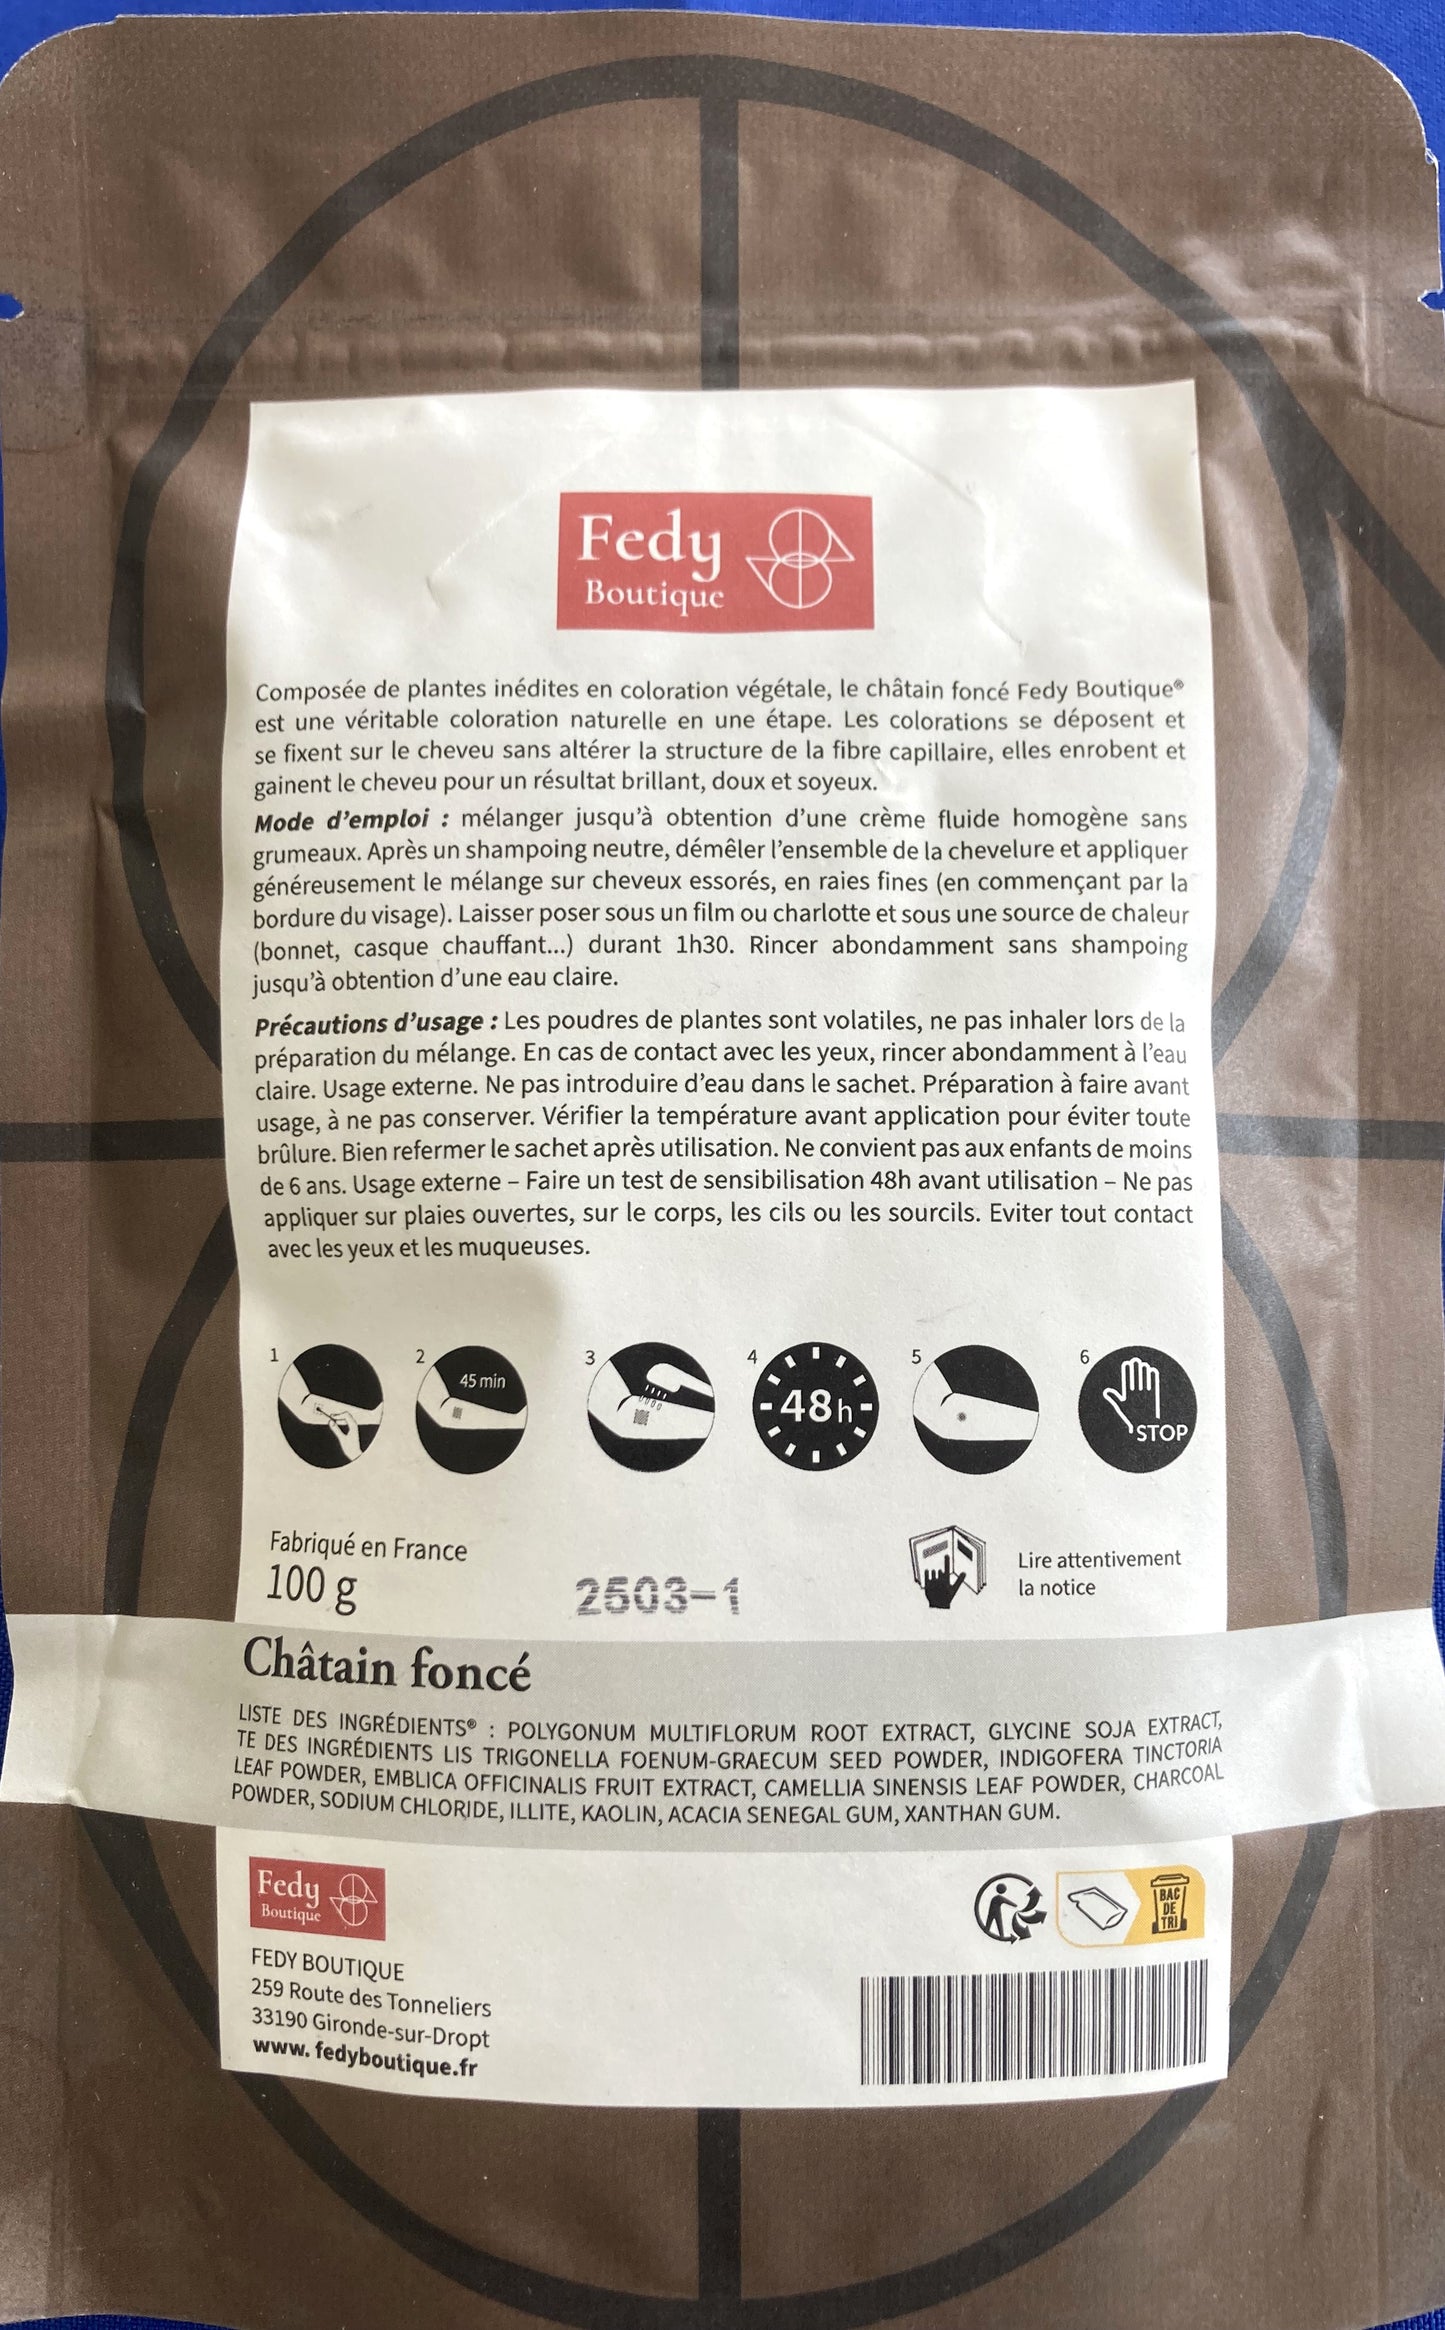 Fedy
Boutique
Composée de plantes inédites en coloration végétale, le châtain foncé Fedy Boutique®
est une véritable coloration naturelle en une étape. Les colorations se déposent et
se fixent sur le cheveu sans altérer la structure de la fibre capillaire, elles enrobent et
gainent le cheveu pour un résultat brillant, doux et soyeux.
Mode d'emploi : mélanger jusqu'à obtention d'une crème fluide homogène sans
grumeaux. Après un shampoing neutre, démêler l'ensemble de la chevelure et appliquer
généreusement le mélange sur cheveux essorés, en raies fines (en commençant par la
bordure du visage). Laisser poser sous un film ou charlotte et sous une source de chaleur
(bonnet, casque chauffant...) durant 1h30. Rincer abondamment sans shampoing
jusqu'à obtention d'une eau claire.
Précautions d'usage : Les poudres de plantes sont volatiles, ne pas inhaler lors de la
préparation du mélange. En cas de contact avec les yeux, rincer abondamment à l'eau
claire. Usage externe. Ne pas introduire d'eau dans le sachet. Préparation à faire avant
usage, à ne pas conserver. Vérifier la température avant application pour éviter toute
brûlure. Bien refermer le sachet après utilisation. Ne convient pas aux enfants de moins
de 6 ans. Usage externe – Faire un test de sensibilisation 48h avant utilisation – Ne pas
appliquer sur plaies ouvertes, sur le corps, les cils ou les sourcils. Eviter tout contact
avec les yeux et les muqueuses.
1 2 3 4 5 6
45 min
48h
STOP
Fabriqué en France
100 g
2503-1
Lire attentivement
la notice
Châtain foncé
LISTE DES INGRÉDIENTS® : POLYGONUM MULTIFLORUM ROOT EXTRACT, GLYCINE SOJA EXTRACT,
TE DES INGRÉDIENTS LIS TRIGONELLA FOENUM-GRAECUM SEED POWDER, INDIGOFERA TINCTORIA
LEAF POWDER, EMBLICA OFFICINALIS FRUIT EXTRACT, CAMELLIA SINENSIS LEAF POWDER, CHARCOAL
POWDER, SODIUM CHLORIDE, ILLITE, KAOLIN, ACACIA SENEGAL GUM, XANTHAN GUM.
Fedy
Boutique
BAC
DE
TRI
FEDY BOUTIQUE
259 Route des Tonneliers
33190 Gironde-sur-Dropt
www. fedyboutique.fr